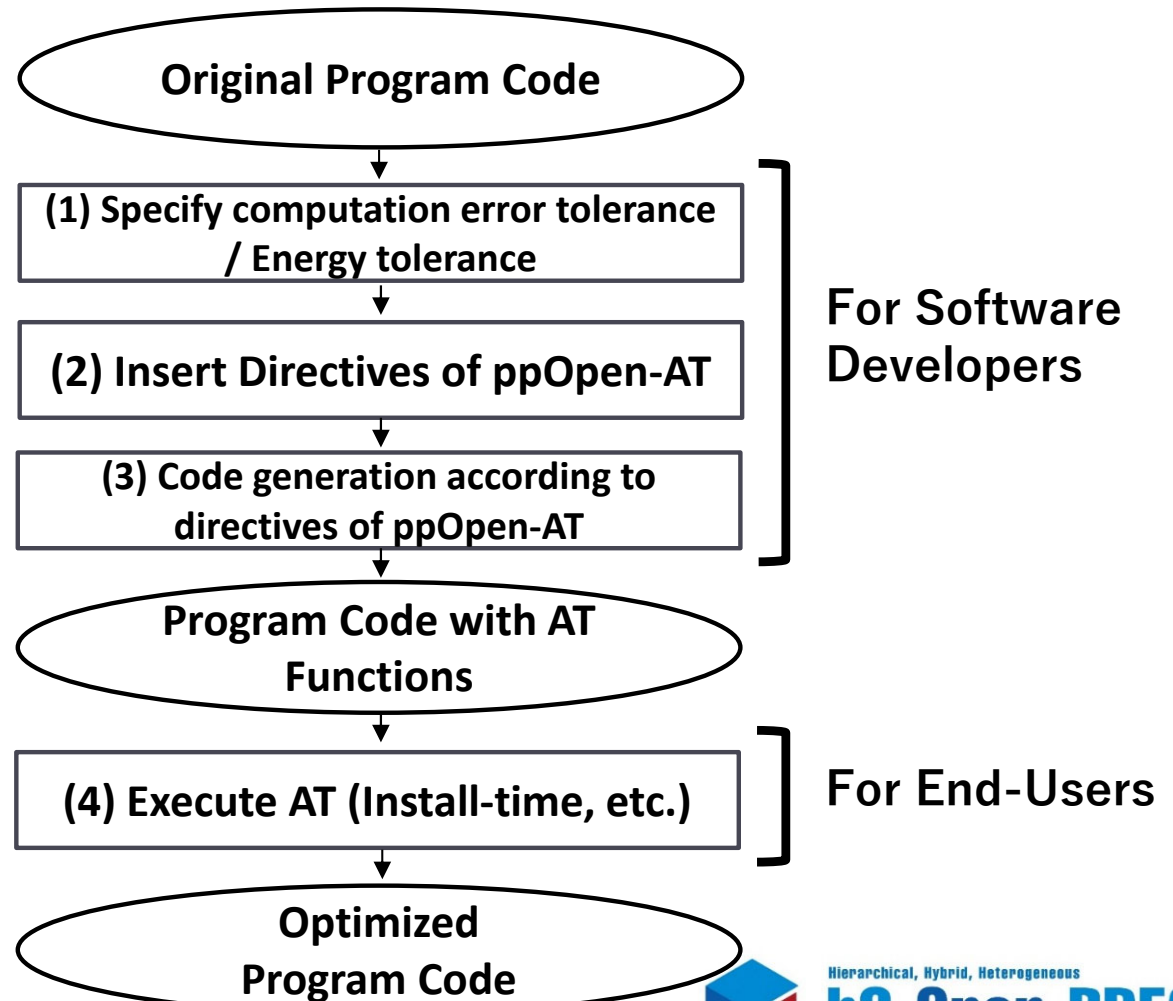 Original Program Code
(1) Specify computation error tolerance
/ Energy tolerance
(2) Insert Directives of ppOpen-AT
(3) Code generation according to
directives of ppOpen-AT
For Software
Developers
Program Code with AT
Functions
(4) Execute AT (Install-time, etc.)
For End-Users
Optimized
Program Code
Hierarchical, Hybrid, Heterogeneous